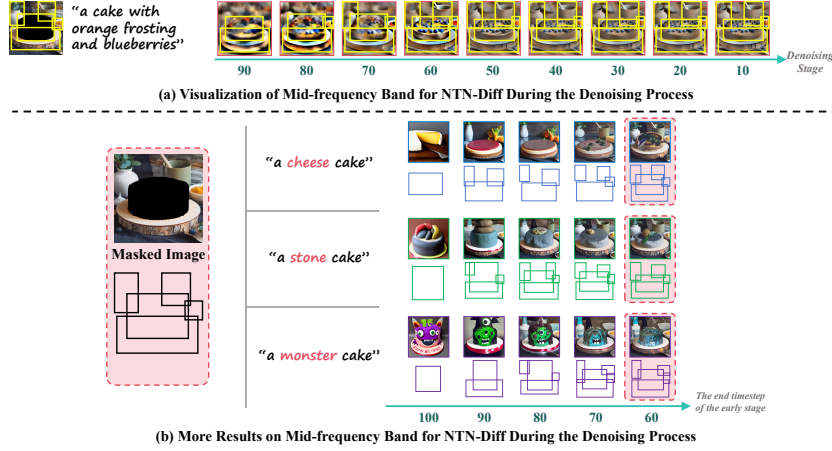 "a cake with
orange frosting
and blueberries"
90 80 70 60 50 40 30 20 10
Denoising
Stage
(a) Visualization of Mid-frequency Band for NTN-Diff During the Denoising Process
Masked Image
"a cheese cake"
"a stone cake"
"a monster cake"
100 90 80 70 60
The end timestep
of the early stage
(b) More Results on Mid-frequency Band for NTN-Diff During the Denoising Process